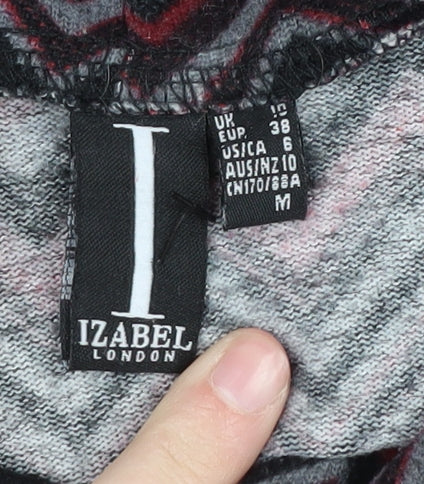 I
IZABEL
LONDON
UK 10
EUR 38
US/CA 6
AUS/NZ 10
CN170/88A
M